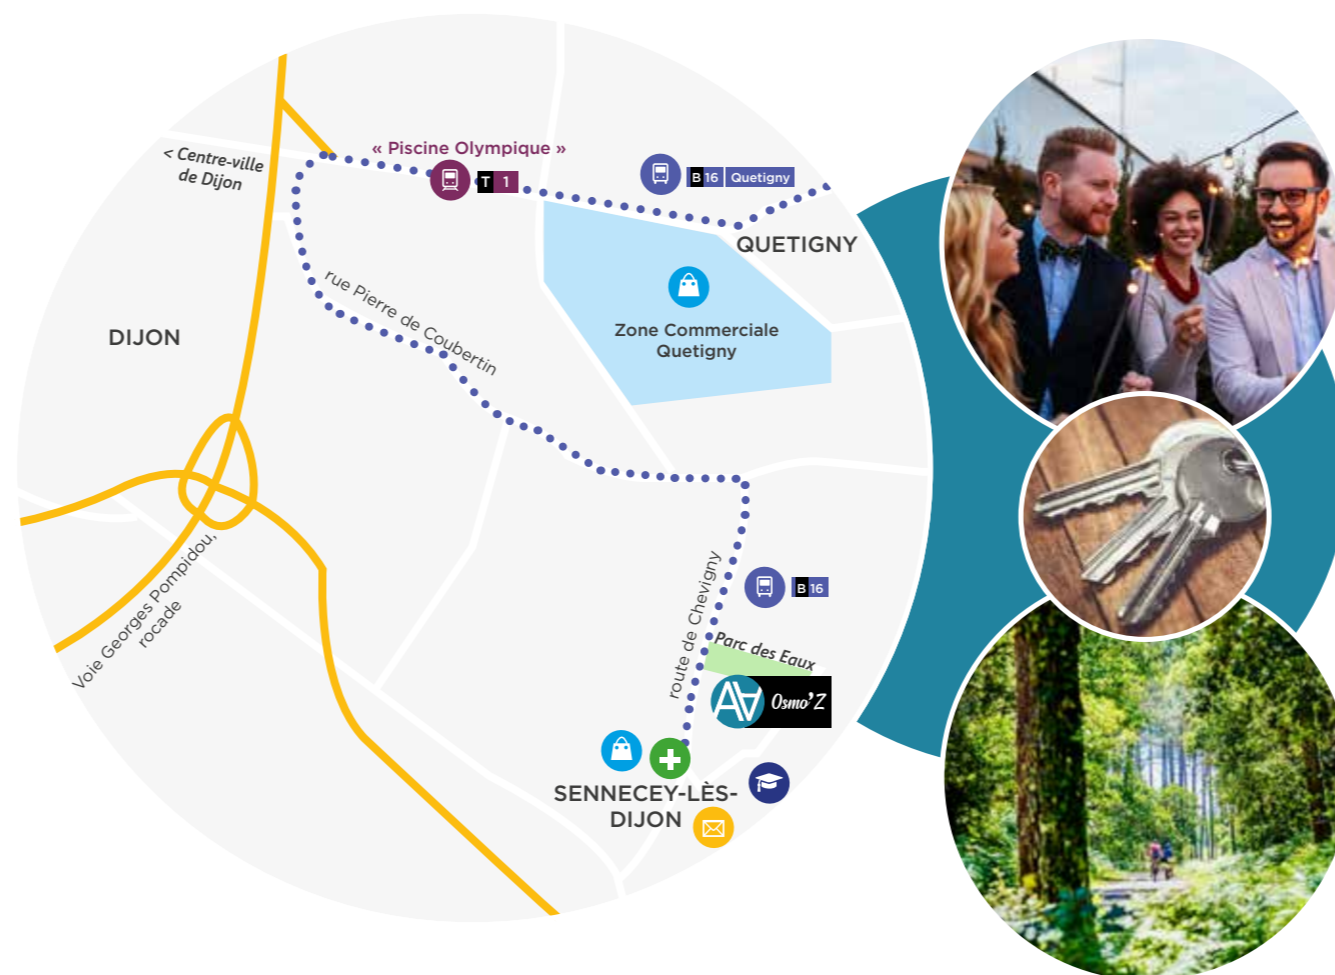 « Piscine Olympique »
< Centre-ville
de Dijon
T 1
B 16 Quetigny
QUETIGNY
rue Pierre de Coubertin
Zone Commerciale
Quetigny
DIJON
Voie Georges Pompidou,
rocade
route de Chevigny
B 16
Parc des Eaux
Osmo'Z
SENNECEY-LÈS-
DIJON